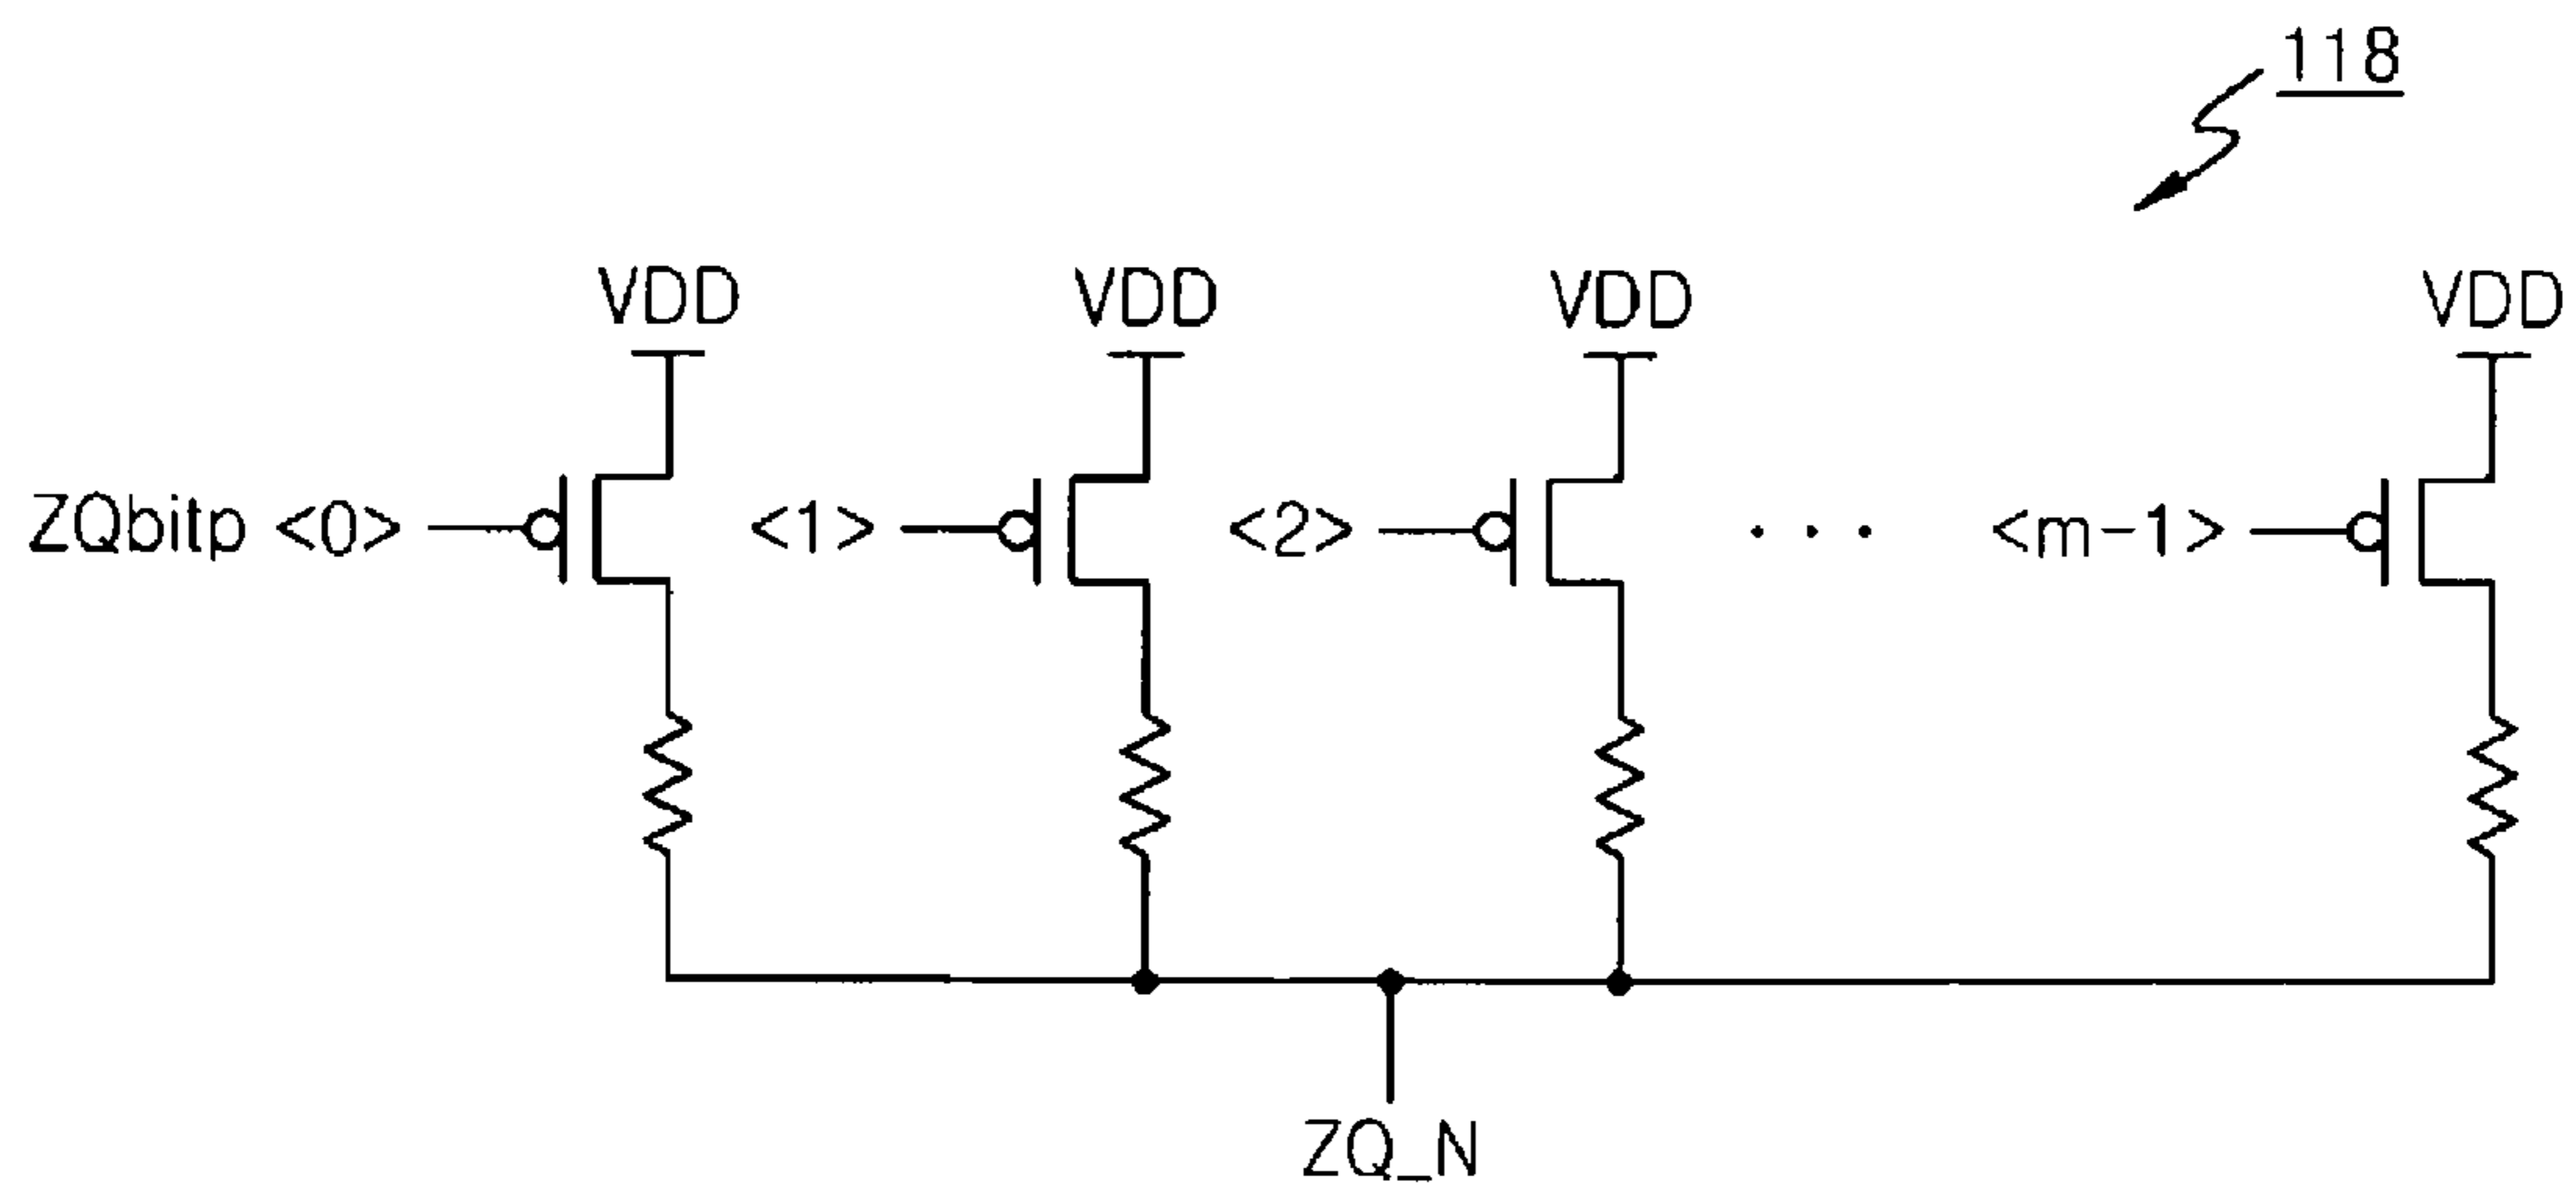 118
VDD VDD VDD VDD
ZQbitp <0> <1> <2> ··· <m-1>
ZQ_N